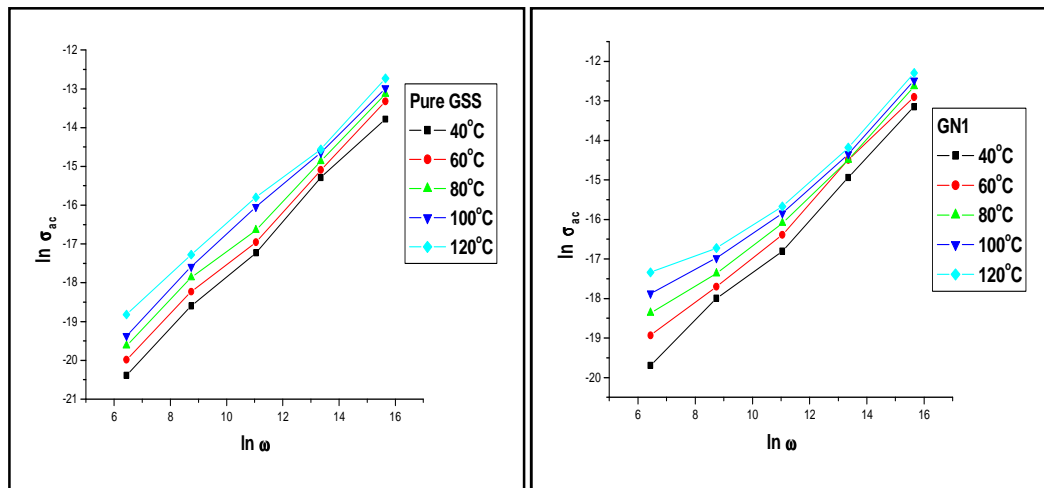 -12
-13
-14
-15
-16
-17
-18
-19
-20
-21
ln σac
6 8 10 12 14 16
ln ω
Pure GSS
40°C
60°C
80°C
100°C
120°C
-12
-13
-14
-15
-16
-17
-18
-19
-20
ln σac
6 8 10 12 14 16
ln ω
GN1
40°C
60°C
80°C
100°C
120°C